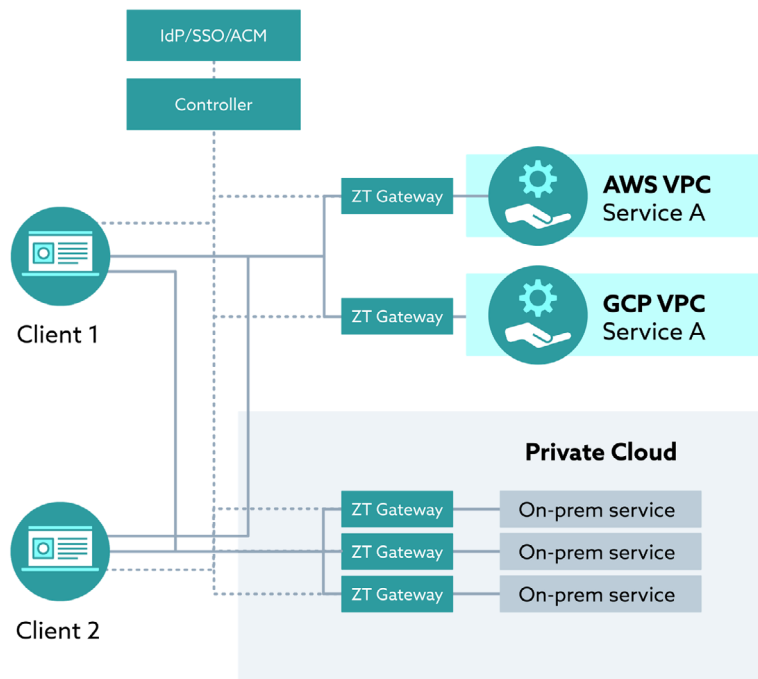 IdP/SSO/ACM
Controller
ZT Gateway
AWS VPC
Service A
Client 1
ZT Gateway
GCP VPC
Service A
Private Cloud
ZT Gateway
On-prem service
ZT Gateway
On-prem service
ZT Gateway
On-prem service
Client 2